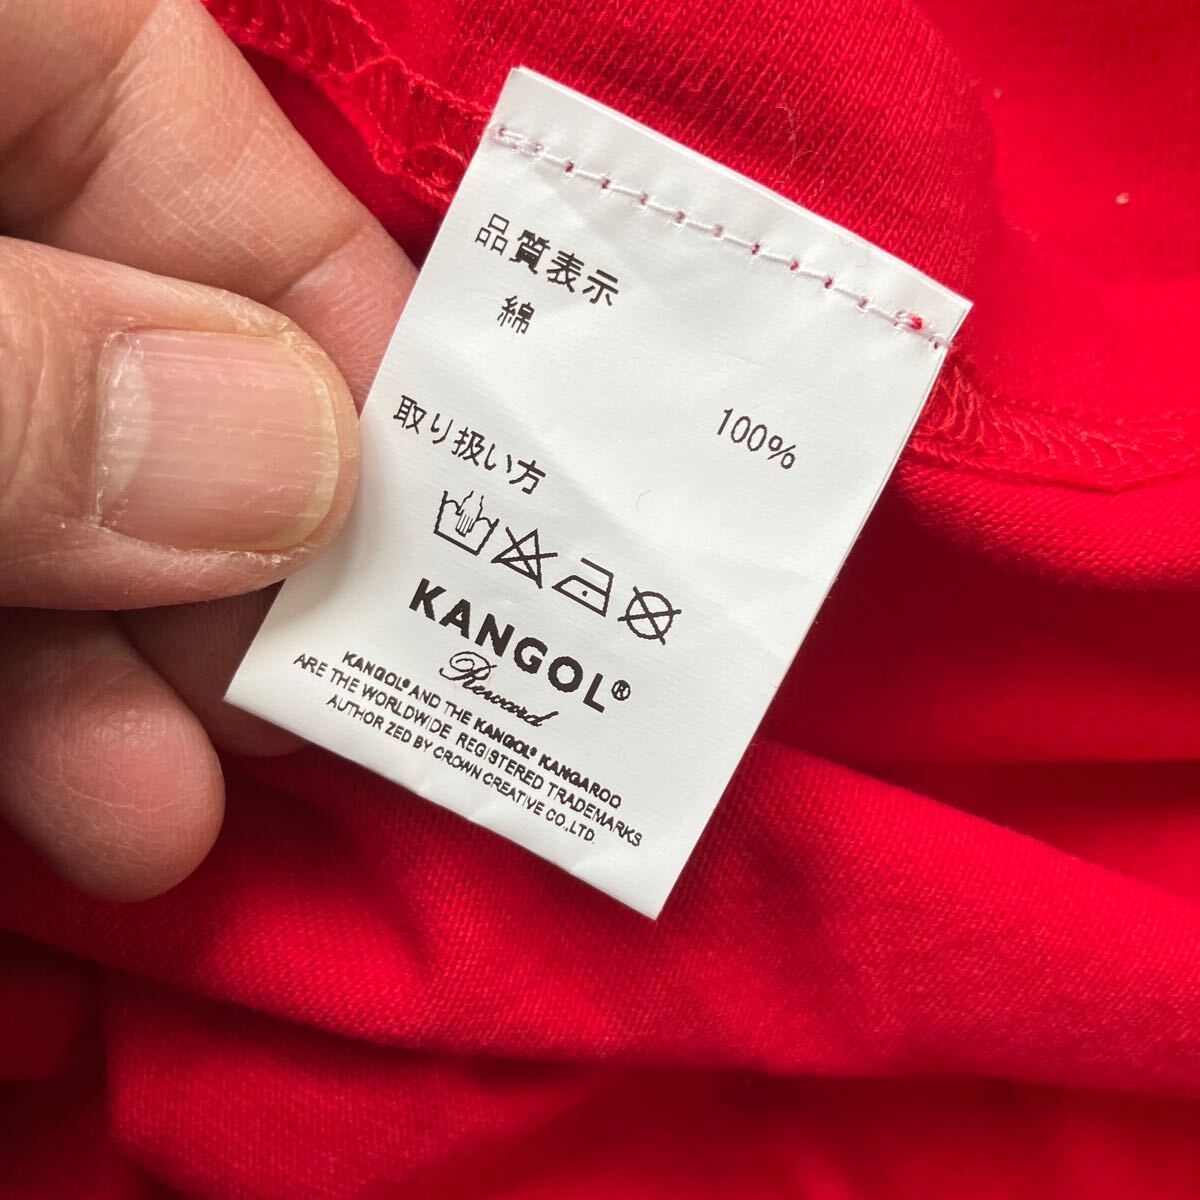 品質表示
綿 100%
取り扱い方
KANGOL®
Reward
KANGOL® AND THE KANGOL® KANGAROO
ARE THE WORLDWIDE REGISTERED TRADEMARKS
AUTHOR ZED BY CROWN CREATIVE CO.,LTD.